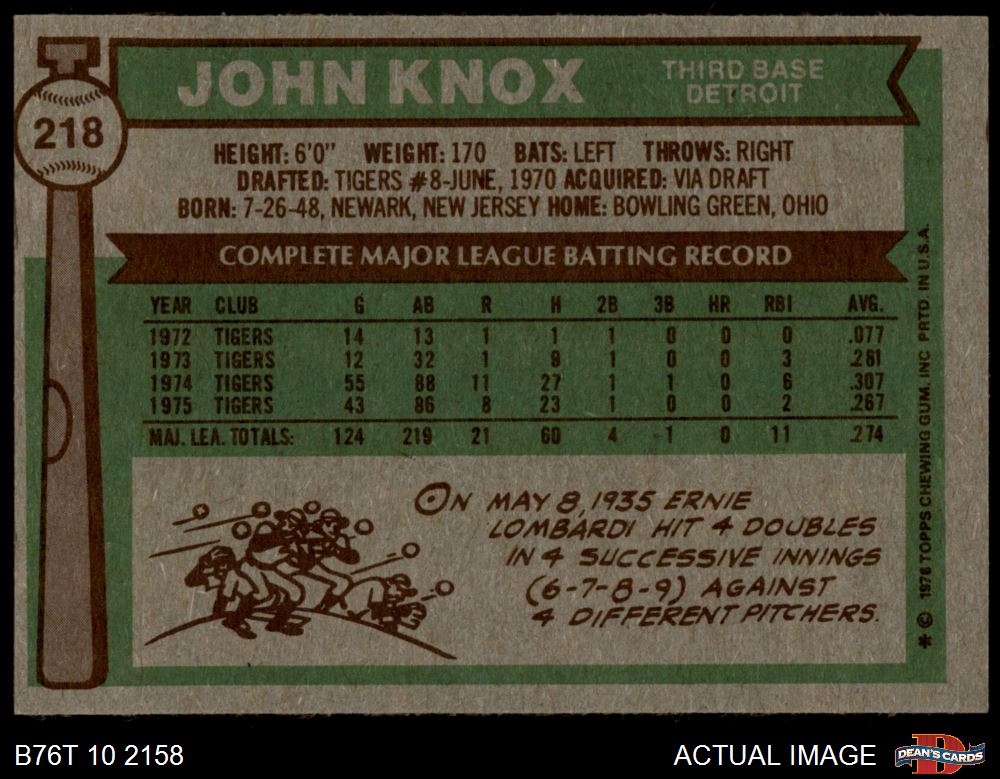 218
JOHN KNOX
THIRD BASE
DETROIT
HEIGHT: 6'0" WEIGHT: 170 BATS: LEFT THROWS: RIGHT
DRAFTED: TIGERS #8-JUNE, 1970 ACQUIRED: VIA DRAFT
BORN: 7-26-48, NEWARK, NEW JERSEY HOME: BOWLING GREEN, OHIO
COMPLETE MAJOR LEAGUE BATTING RECORD
YEAR CLUB G AB R H 2B 3B HR RBI AVG.
1972 TIGERS 14 13 1 1 1 0 0 0 .077
1973 TIGERS 12 32 1 9 1 0 0 3 .281
1974 TIGERS 55 88 11 27 1 1 0 6 .307
1975 TIGERS 43 86 8 23 1 0 0 2 .267
MAJ. LEA. TOTALS: 124 219 21 60 4 1 0 11 .274
ON MAY 8, 1935 ERNIE
LOMBARDI HIT 4 DOUBLES
IN 4 SUCCESSIVE INNINGS
(6-7-8-9) AGAINST
4 DIFFERENT PITCHERS.
* © 1976 TOPPS CHEWING GUM, INC PRTD. IN U.S.A.
B76T 10 2158
ACTUAL IMAGE
DEAN'S CARDS